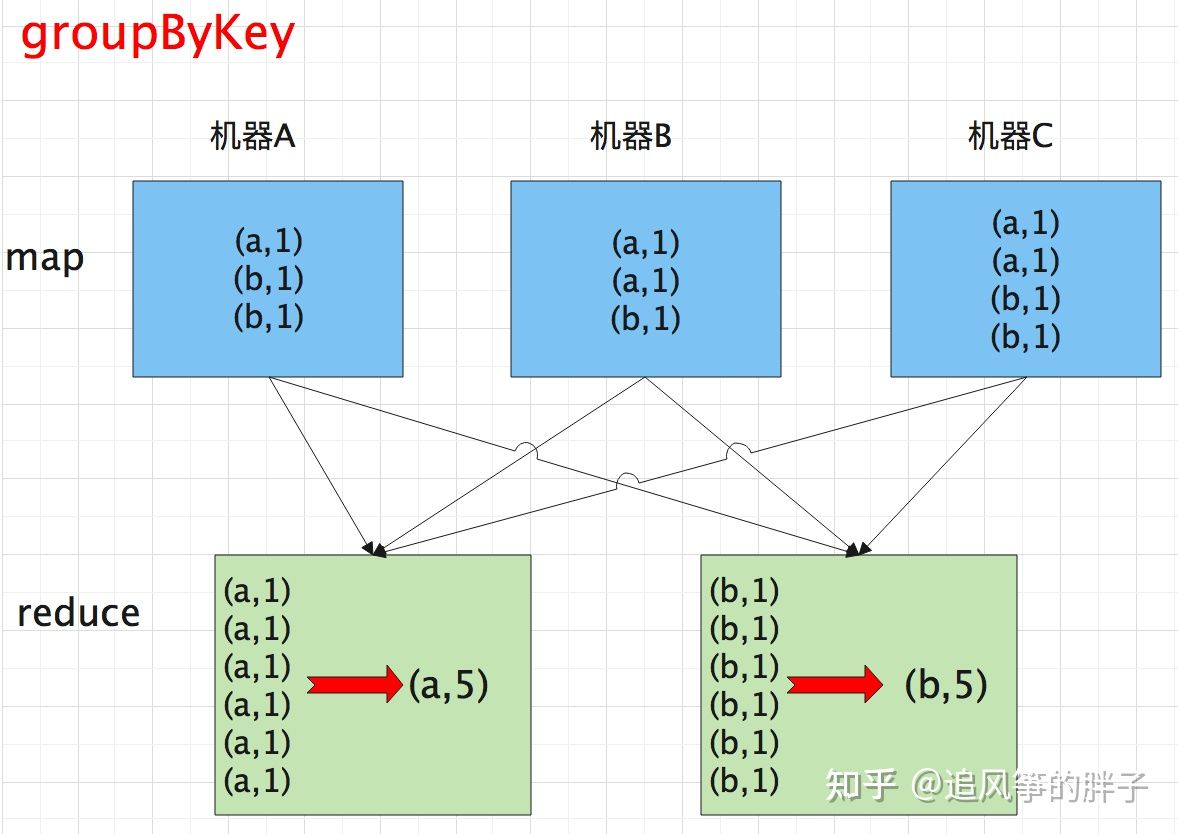 groupByKey
机器A
机器B
机器C
map
(a,1)
(b,1)
(b,1)
(a,1)
(a,1)
(b,1)
(a,1)
(a,1)
(b,1)
(b,1)
reduce
(a,1)
(a,1)
(a,1)
(a,1)
(a,1)
(a,1)
(a,5)
(b,1)
(b,1)
(b,1)
(b,1)
(b,1)
(b,1)
(b,5)
知乎 @追风筝的胖子